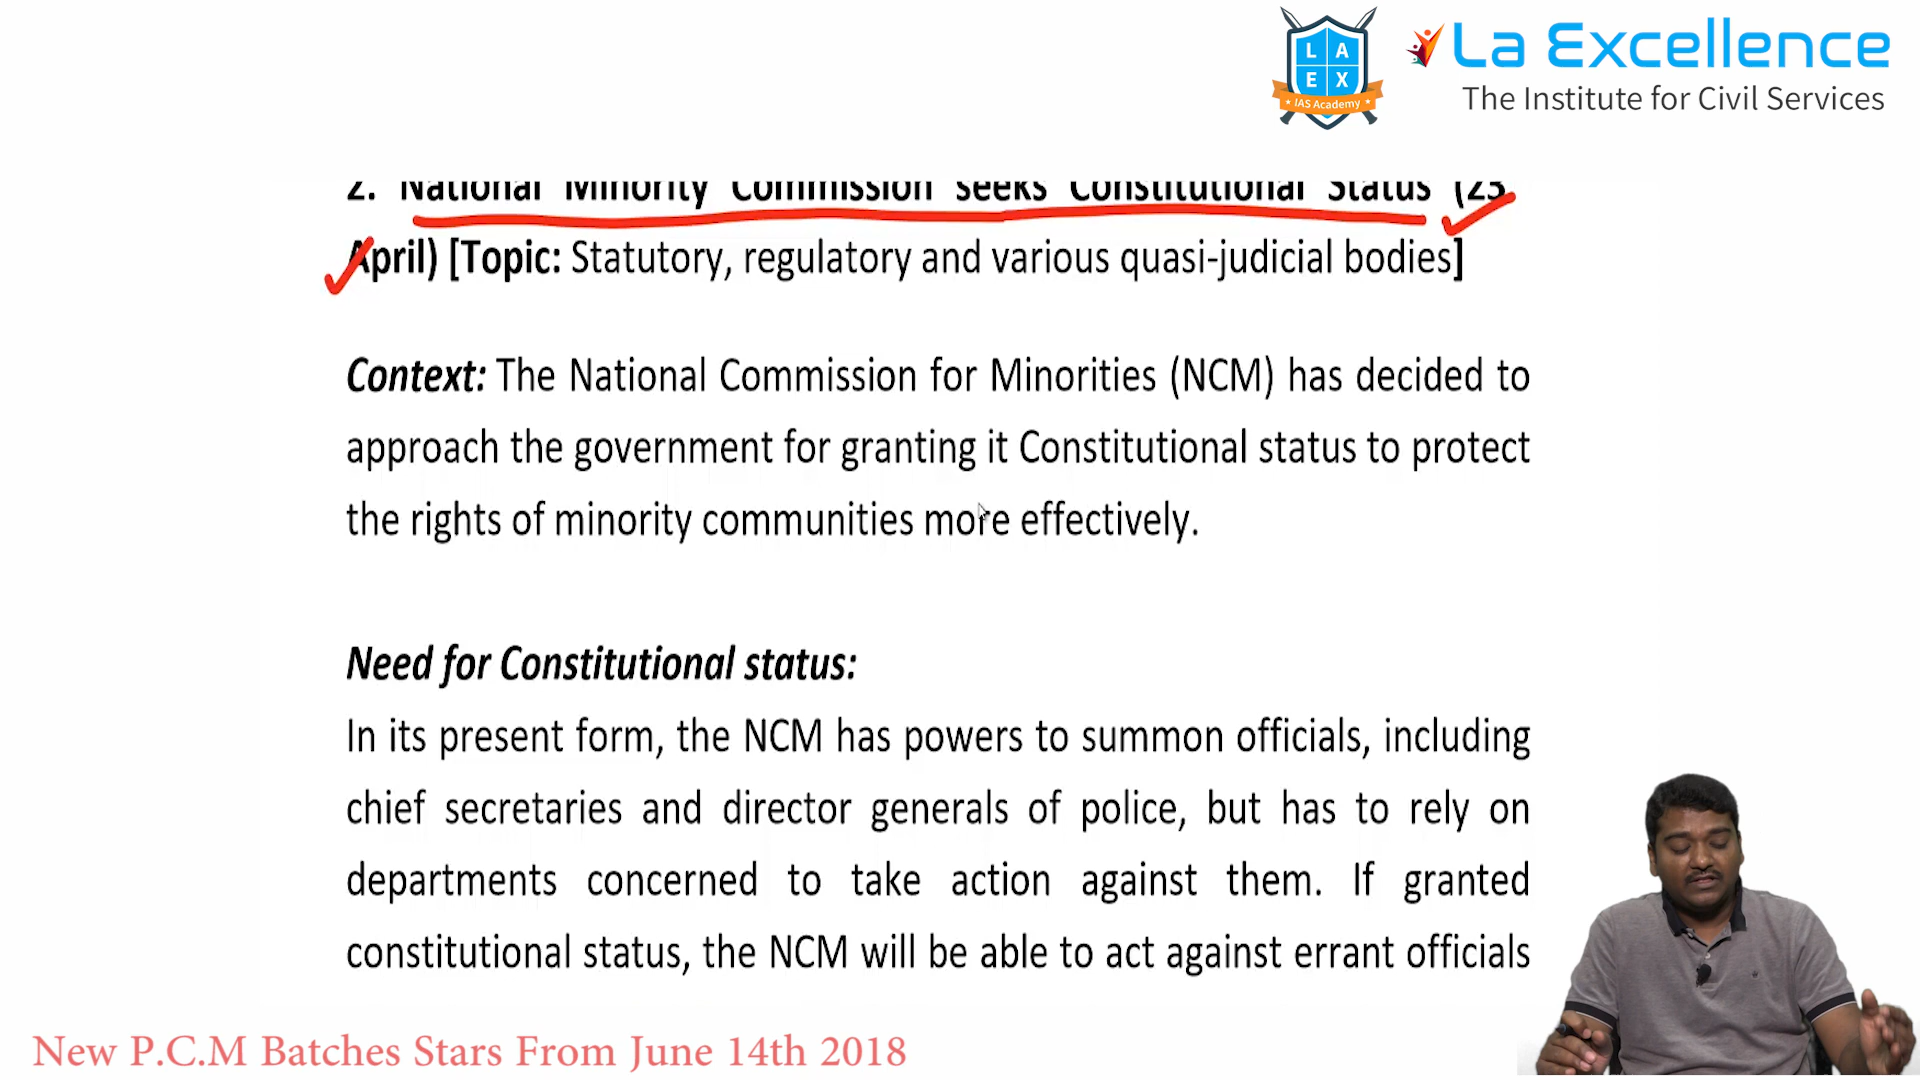 L A
E X
IAS Academy
La Excellence
The Institute for Civil Services
2. National Minority Commission seeks Constitutional Status (23
April) [Topic: Statutory, regulatory and various quasi-judicial bodies]
Context: The National Commission for Minorities (NCM) has decided to
approach the government for granting it Constitutional status to protect
the rights of minority communities more effectively.
Need for Constitutional status:
In its present form, the NCM has powers to summon officials, including
chief secretaries and director generals of police, but has to rely on
departments concerned to take action against them. If granted
constitutional status, the NCM will be able to act against errant officials
New P.C.M Batches Stars From June 14th 2018